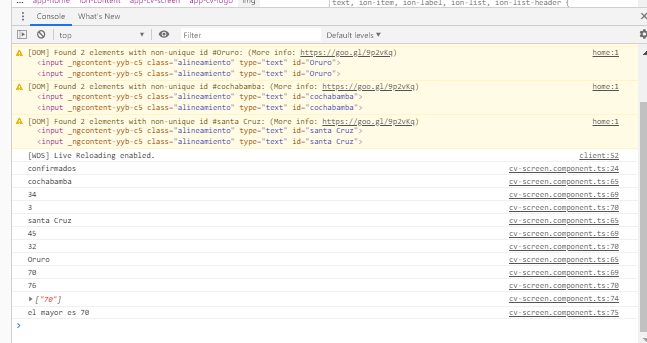 ... app-home ion-content app-cv-screen app-cv-logo img
text, ion-item, ion-label, ion-list, ion-list-header {
Console What's New
top Filter Default levels
[DOM] Found 2 elements with non-unique id #Oruro: (More info: https://goo.gl/9p2vKq) home:1
<input _ngcontent-yyb-c5 class="alineamiento" type="text" id="Oruro">
<input _ngcontent-yyb-c5 class="alineamiento" type="text" id="Oruro">
[DOM] Found 2 elements with non-unique id #cochabamba: (More info: https://goo.gl/9p2vKq) home:1
<input _ngcontent-yyb-c5 class="alineamiento" type="text" id="cochabamba">
<input _ngcontent-yyb-c5 class="alineamiento" type="text" id="cochabamba">
[DOM] Found 2 elements with non-unique id #santa Cruz: (More info: https://goo.gl/9p2vKq) home:1
<input _ngcontent-yyb-c5 class="alineamiento" type="text" id="santa Cruz">
<input _ngcontent-yyb-c5 class="alineamiento" type="text" id="santa Cruz">
[WDS] Live Reloading enabled. client:52
confirmados cv-screen.component.ts:24
cochabamba cv-screen.component.ts:65
34 cv-screen.component.ts:69
3 cv-screen.component.ts:70
santa Cruz cv-screen.component.ts:65
45 cv-screen.component.ts:69
32 cv-screen.component.ts:70
Oruro cv-screen.component.ts:65
70 cv-screen.component.ts:69
76 cv-screen.component.ts:70
["70"] cv-screen.component.ts:74
el mayor es 70 cv-screen.component.ts:75